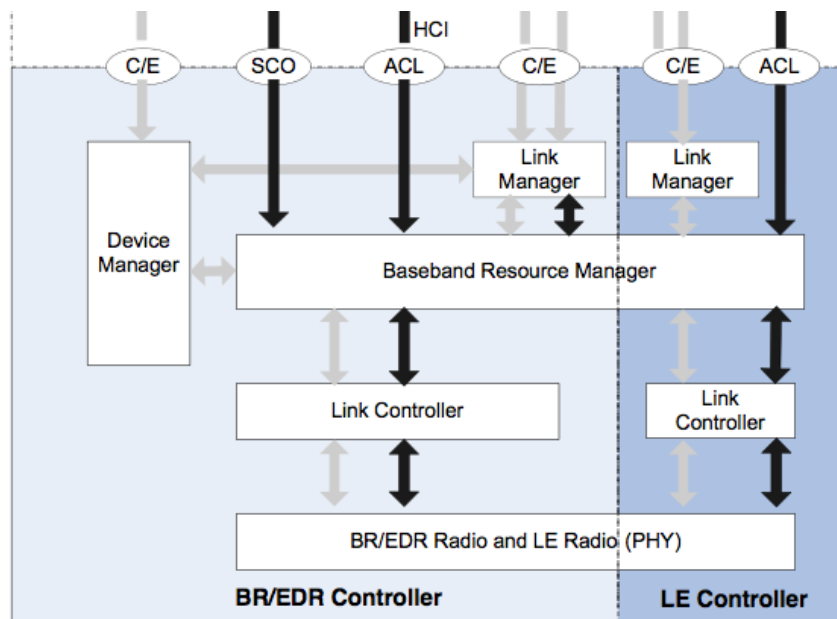 HCI
C/E
SCO
ACL
C/E
C/E
ACL
Link
Manager
Link
Manager
Device
Manager
Baseband Resource Manager
Link Controller
Link
Controller
BR/EDR Radio and LE Radio (PHY)
BR/EDR Controller
LE Controller